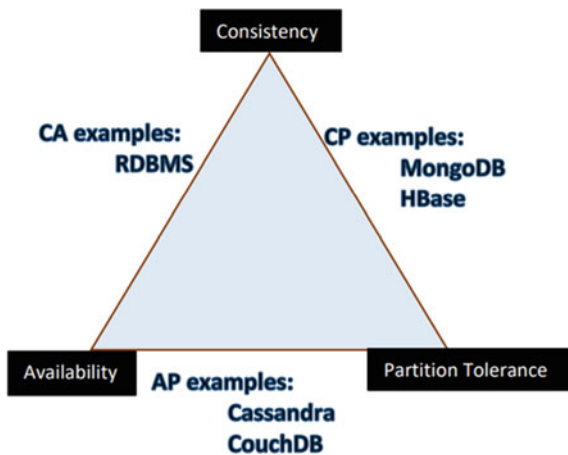 Consistency
CA examples:
RDBMS
CP examples:
MongoDB
HBase
Availability
Partition Tolerance
AP examples:
Cassandra
CouchDB